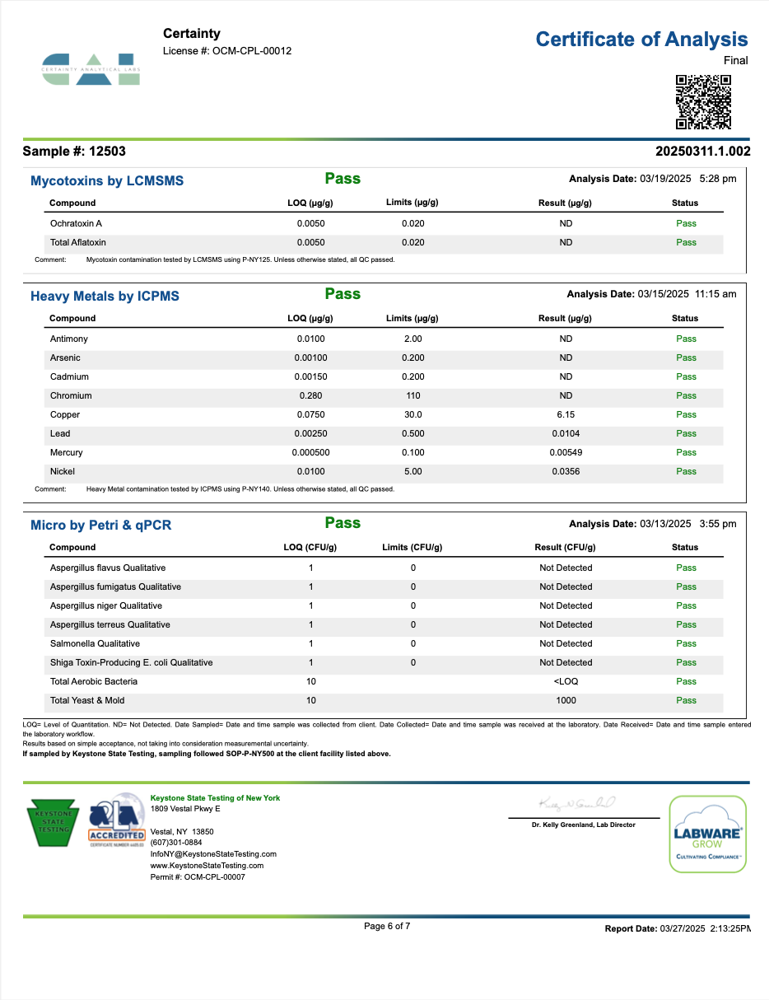 Certainty
License #: OCM-CPL-00012
CERTAINTY ANALYTICAL LABS
Certificate of Analysis
Final
Sample #: 12503 20250311.1.002
Mycotoxins by LCMSMS Pass Analysis Date: 03/19/2025 5:28 pm
Compound LOQ (µg/g) Limits (µg/g) Result (µg/g) Status
Ochratoxin A 0.0050 0.020 ND Pass
Total Aflatoxin 0.0050 0.020 ND Pass
Comment: Mycotoxin contamination tested by LCMSMS using P-NY125. Unless otherwise stated, all QC passed.
Heavy Metals by ICPMS Pass Analysis Date: 03/15/2025 11:15 am
Compound LOQ (µg/g) Limits (µg/g) Result (µg/g) Status
Antimony 0.0100 2.00 ND Pass
Arsenic 0.00100 0.200 ND Pass
Cadmium 0.00150 0.200 ND Pass
Chromium 0.280 110 ND Pass
Copper 0.0750 30.0 6.15 Pass
Lead 0.00250 0.500 0.0104 Pass
Mercury 0.000500 0.100 0.00549 Pass
Nickel 0.0100 5.00 0.0356 Pass
Comment: Heavy Metal contamination tested by ICPMS using P-NY140. Unless otherwise stated, all QC passed.
Micro by Petri & qPCR Pass Analysis Date: 03/13/2025 3:55 pm
Compound LOQ (CFU/g) Limits (CFU/g) Result (CFU/g) Status
Aspergillus flavus Qualitative 1 0 Not Detected Pass
Aspergillus fumigatus Qualitative 1 0 Not Detected Pass
Aspergillus niger Qualitative 1 0 Not Detected Pass
Aspergillus terreus Qualitative 1 0 Not Detected Pass
Salmonella Qualitative 1 0 Not Detected Pass
Shiga Toxin-Producing E. coli Qualitative 1 0 Not Detected Pass
Total Aerobic Bacteria 10 <LOQ Pass
Total Yeast & Mold 10 1000 Pass
LOQ= Level of Quantitation. ND= Not Detected. Date Sampled= Date and time sample was collected from client. Date Collected= Date and time sample was received at the laboratory. Date Received= Date and time sample entered
the laboratory workflow.
Results based on simple acceptance, not taking into consideration measuremental uncertainty.
If sampled by Keystone State Testing, sampling followed SOP-P-NY500 at the client facility listed above.
KEYSTONE
STATE
TESTING
a2la
ACCREDITED
CERTIFICATE NUMBER
Keystone State Testing of New York
1809 Vestal Pkwy E
Vestal, NY 13850
(607)301-0884
InfoNY@KeystoneStateTesting.com
www.KeystoneStateTesting.com
Permit #: OCM-CPL-00007
Dr. Kelly Greenland, Lab Director
LABWARE®
GROW
CULTIVATING COMPLIANCE™
Page 6 of 7
Report Date: 03/27/2025 2:13:25PM